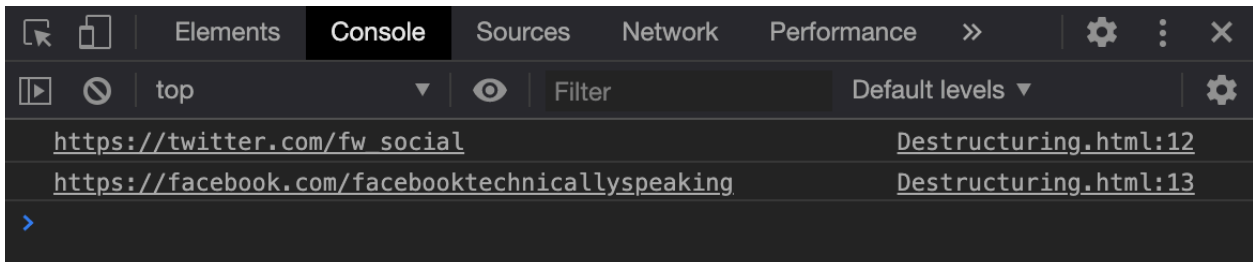 Elements Console Sources Network Performance »
top ▼ Filter Default levels ▼
https://twitter.com/fw_social Destructuring.html:12
https://facebook.com/facebooktechnicallyspeaking Destructuring.html:13
>